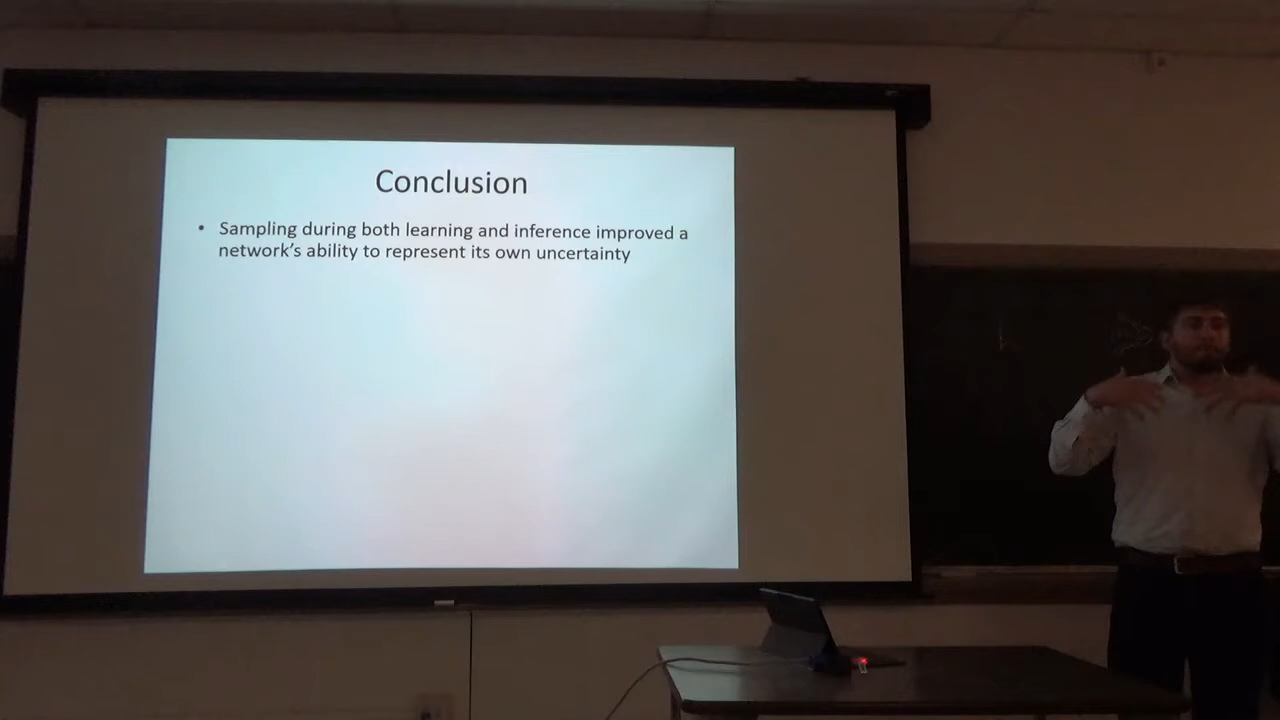 Conclusion
• Sampling during both learning and inference improved a
network's ability to represent its own uncertainty